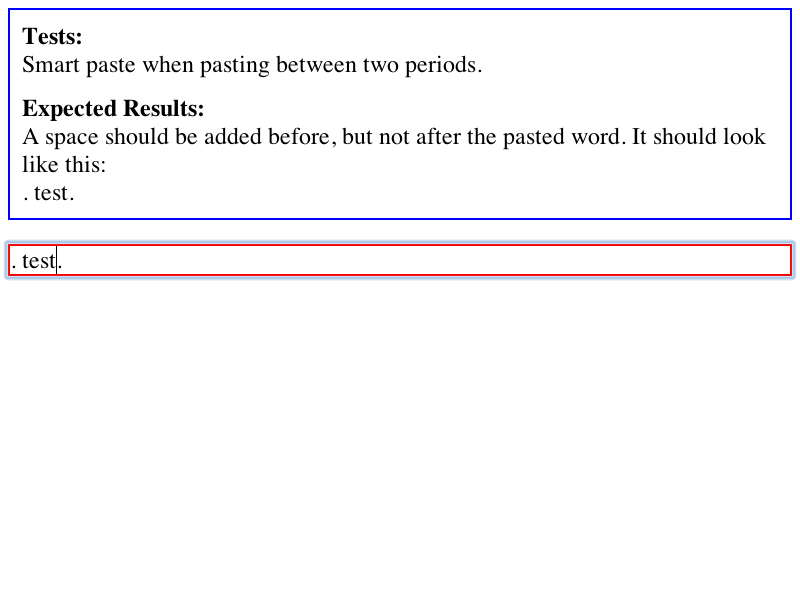 Tests:
Smart paste when pasting between two periods.
Expected Results:
A space should be added before, but not after the pasted word. It should look
like this:
. test.
. test.